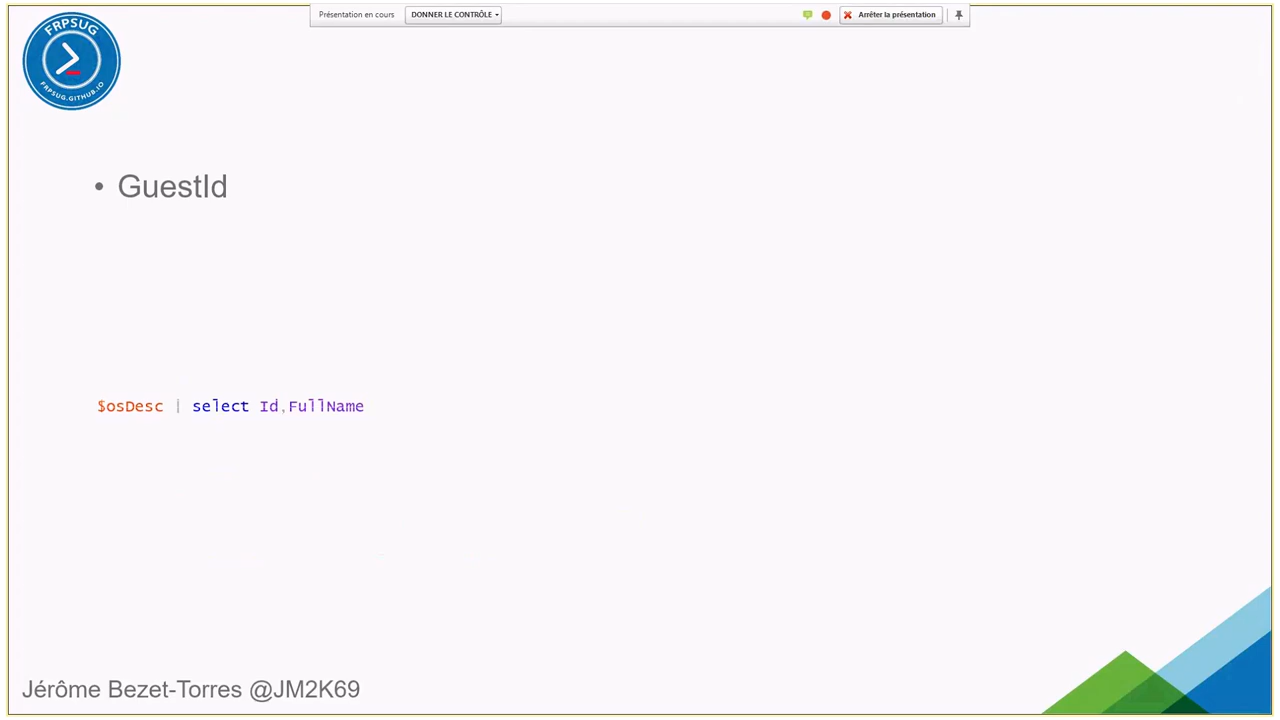 Présentation en cours
DONNER LE CONTRÔLE
Arrêter la présentation
FRPSUG
FRPSUG.GITHUB.IO
• GuestId
$osDesc | select Id,FullName
Jérôme Bezet-Torres @JM2K69